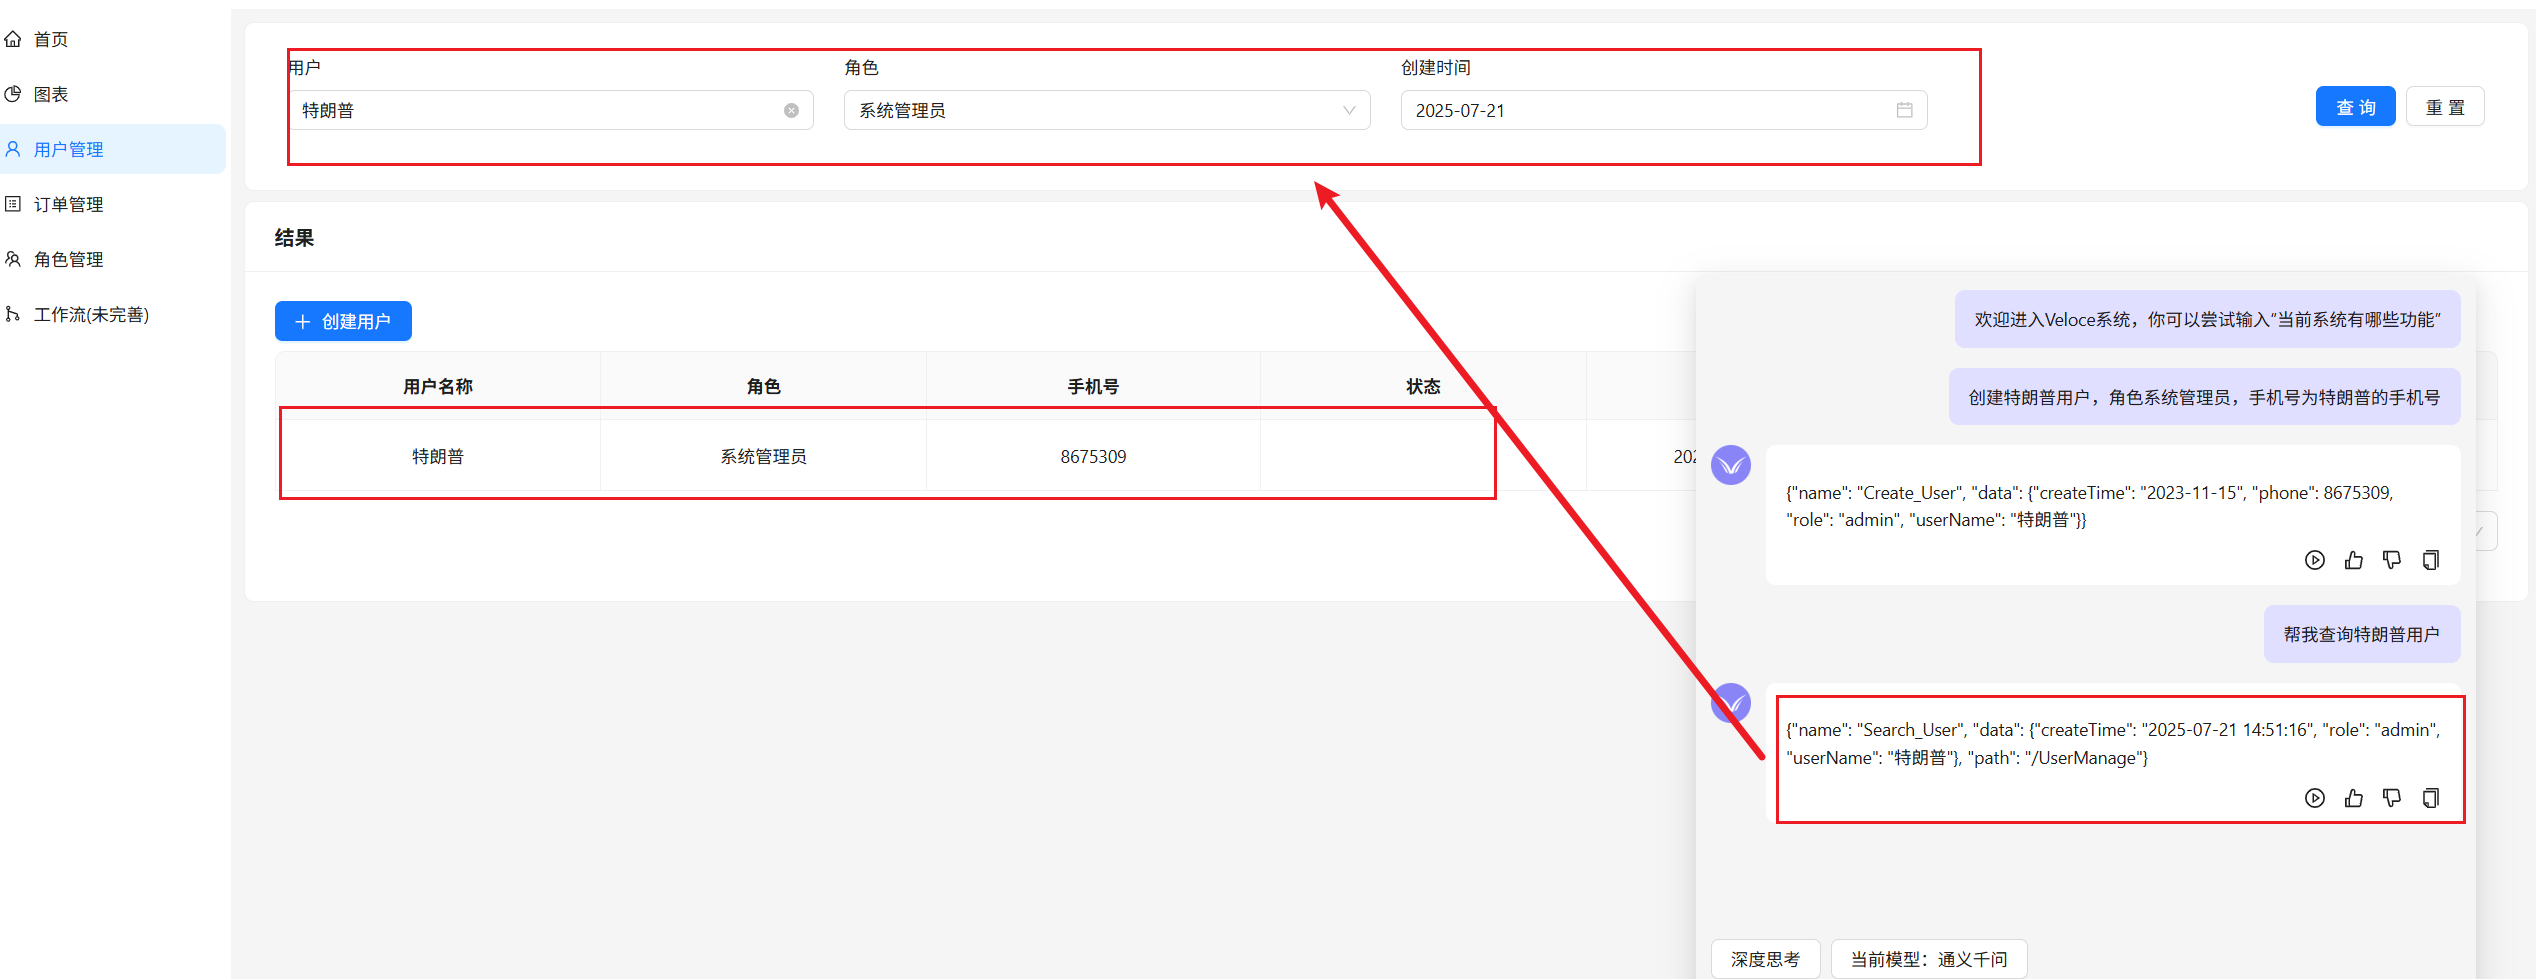 首页
图表
用户管理
订单管理
角色管理
工作流(未完善)
用户
角色
创建时间
特朗普
系统管理员
2025-07-21
查 询
重 置
结果
创建用户
用户名称
角色
手机号
状态
特朗普
系统管理员
8675309
202
欢迎进入Veloce系统，你可以尝试输入“当前系统有哪些功能”
创建特朗普用户，角色系统管理员，手机号为特朗普的手机号
{"name": "Create_User", "data": {"createTime": "2023-11-15", "phone": 8675309,
"role": "admin", "userName": "特朗普"}}
帮我查询特朗普用户
{"name": "Search_User", "data": {"createTime": "2025-07-21 14:51:16", "role": "admin",
"userName": "特朗普"}, "path": "/UserManage"}
深度思考
当前模型：通义千问